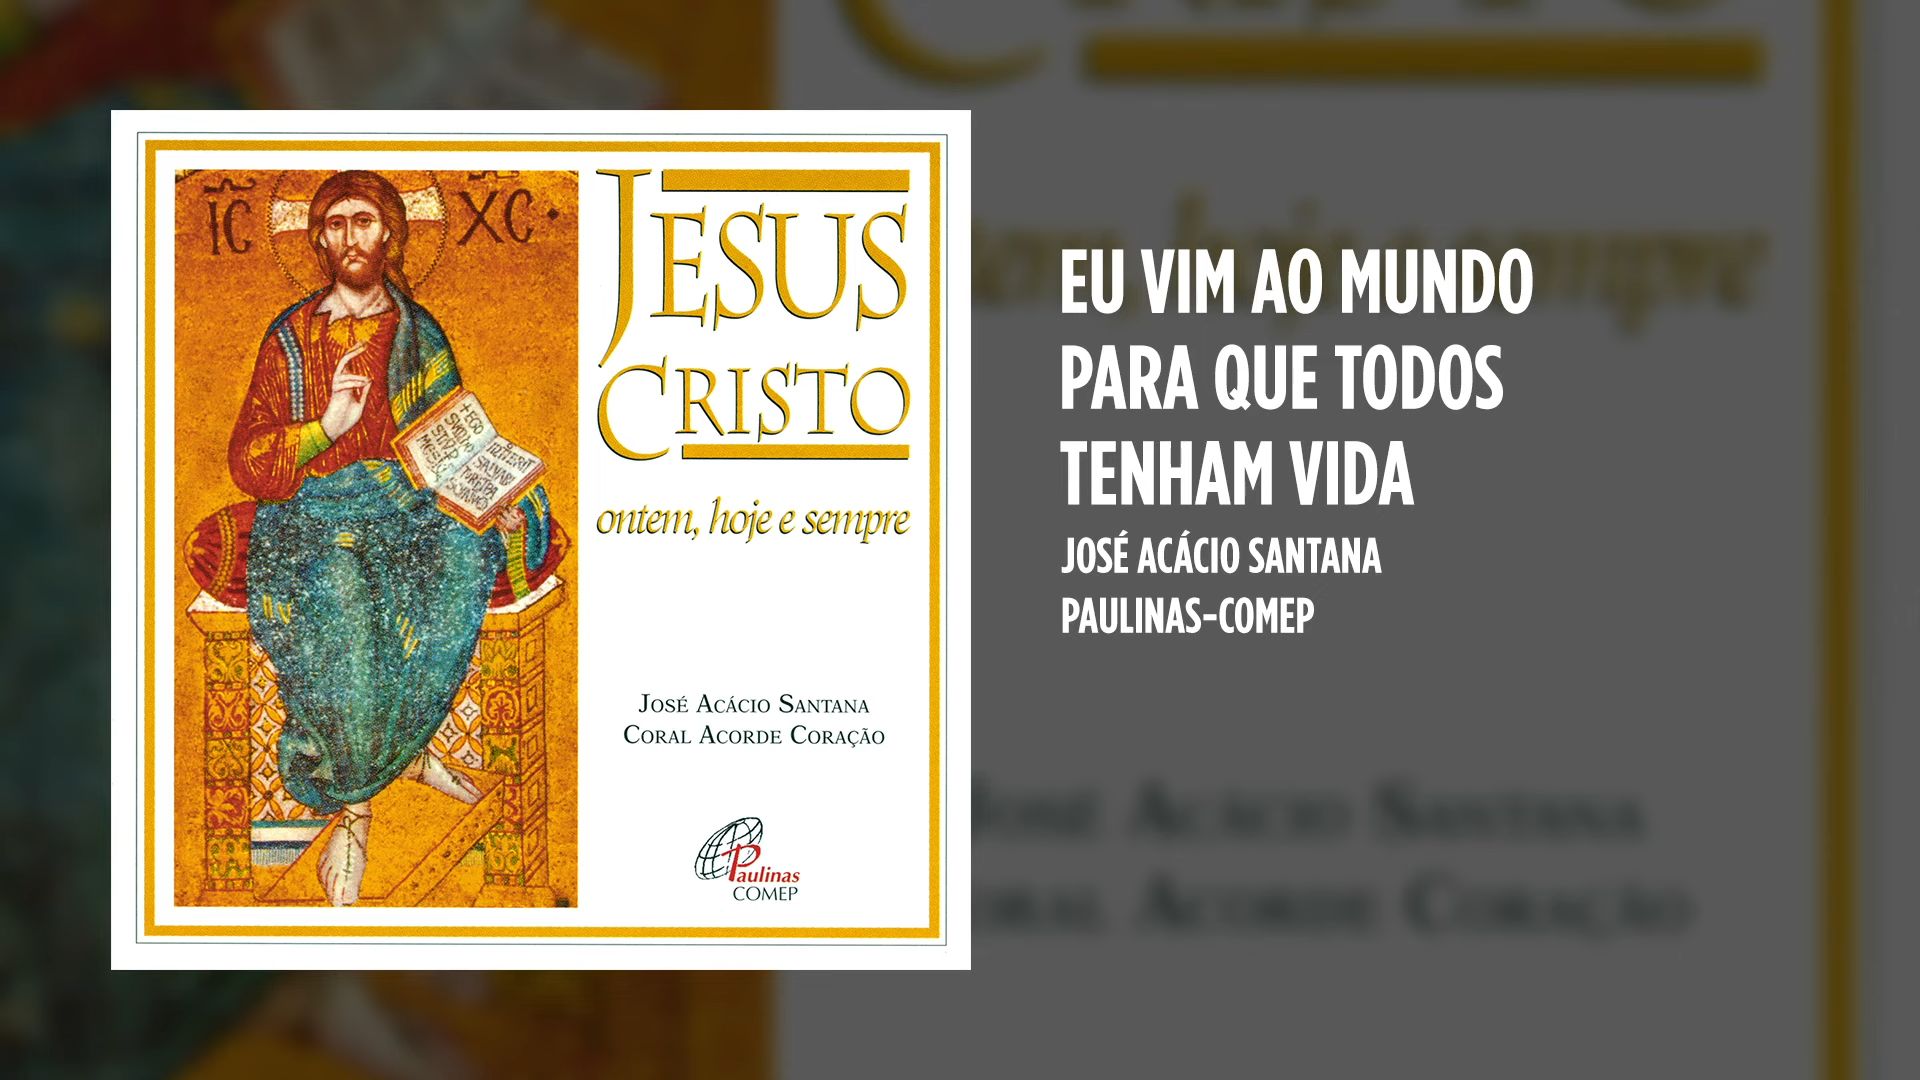 IC XC
JESUS
CRISTO
ontem, hoje e sempre
JOSÉ ACÁCIO SANTANA
CORAL ACORDE CORAÇÃO
Paulinas
COMEP
EU VIM AO MUNDO
PARA QUE TODOS
TENHAM VIDA
JOSÉ ACÁCIO SANTANA
PAULINAS-COMEP